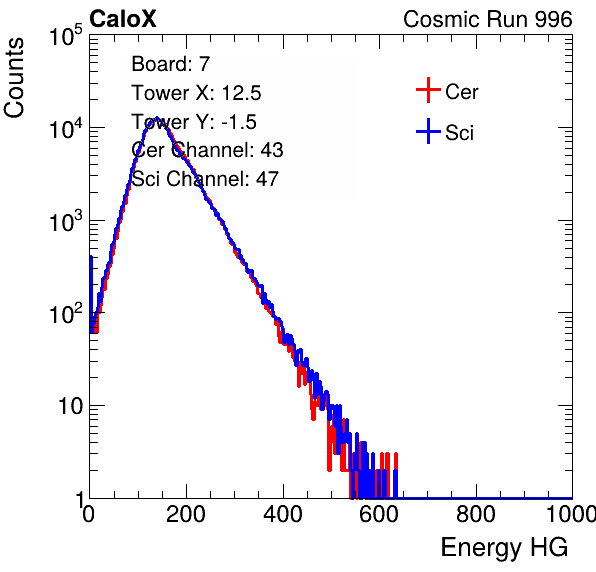 CaloX Cosmic Run 996
Counts
Board: 7
Tower X: 12.5
Tower Y: -1.5
Cer Channel: 43
Sci Channel: 47
Cer
Sci
10^5
10^4
10^3
10^2
10
1
0 200 400 600 800 1000
Energy HG